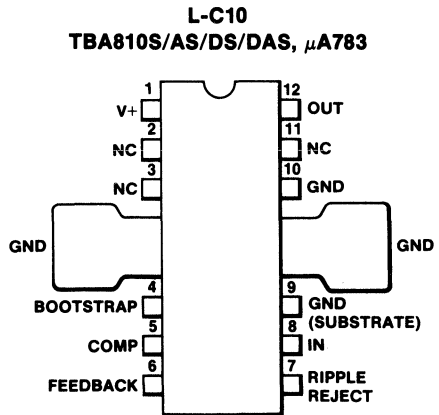 L-C10
TBA810S/AS/DS/DAS, μA783
1 12
V+ OUT
2 11
NC NC
3 10
NC GND
GND GND
4 9
BOOTSTRAP GND
(SUBSTRATE)
5 8
COMP IN
6 7
FEEDBACK RIPPLE
REJECT